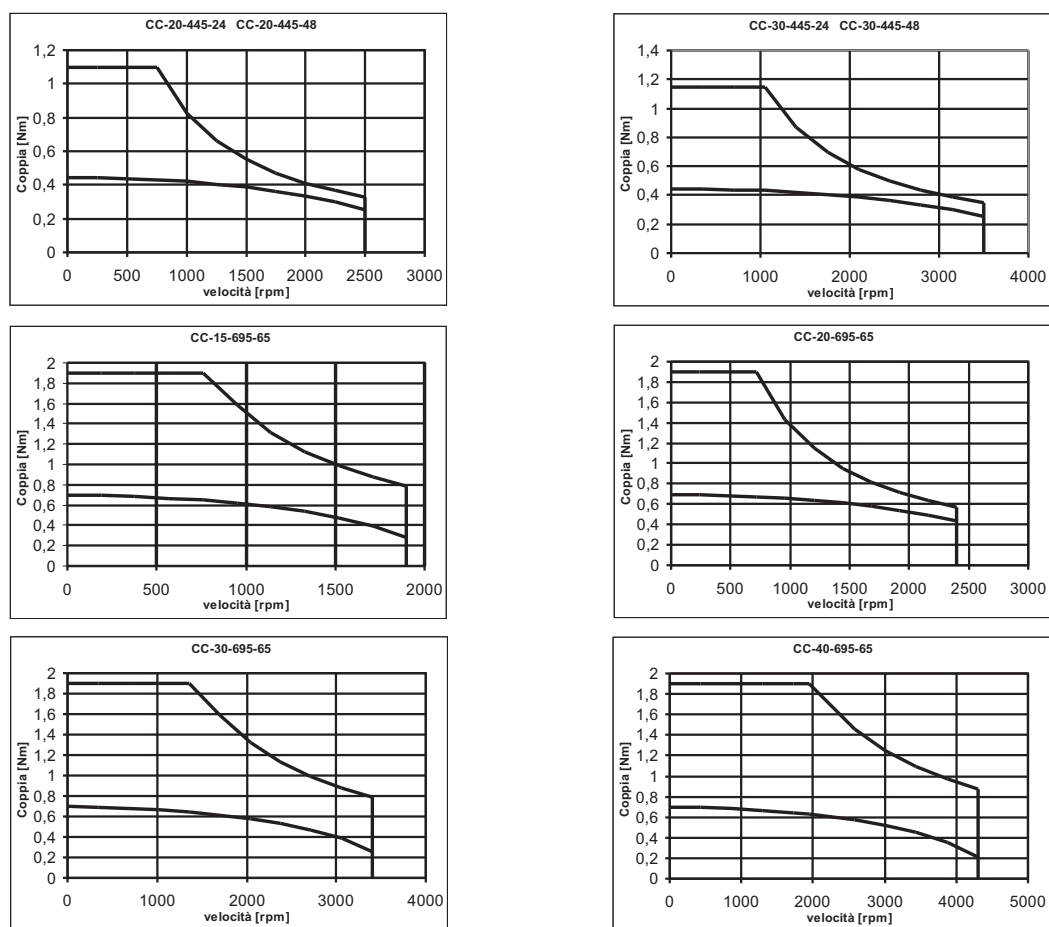 CC-20-445-24 CC-20-445-48
Coppia [Nm]
1,2
1
0,8
0,6
0,4
0,2
0
0 500 1000 1500 2000 2500 3000
velocità [rpm]
CC-30-445-24 CC-30-445-48
Coppia [Nm]
1,4
1,2
1
0,8
0,6
0,4
0,2
0
0 1000 2000 3000 4000
velocità [rpm]
CC-15-695-65
Coppia [Nm]
2
1,8
1,6
1,4
1,2
1
0,8
0,6
0,4
0,2
0
0 500 1000 1500 2000
velocità [rpm]
CC-20-695-65
Coppia [Nm]
2
1,8
1,6
1,4
1,2
1
0,8
0,6
0,4
0,2
0
0 500 1000 1500 2000 2500 3000
velocità [rpm]
CC-30-695-65
Coppia [Nm]
2
1,8
1,6
1,4
1,2
1
0,8
0,6
0,4
0,2
0
0 1000 2000 3000 4000
velocità [rpm]
CC-40-695-65
Coppia [Nm]
2
1,8
1,6
1,4
1,2
1
0,8
0,6
0,4
0,2
0
0 1000 2000 3000 4000 5000
velocità [rpm]